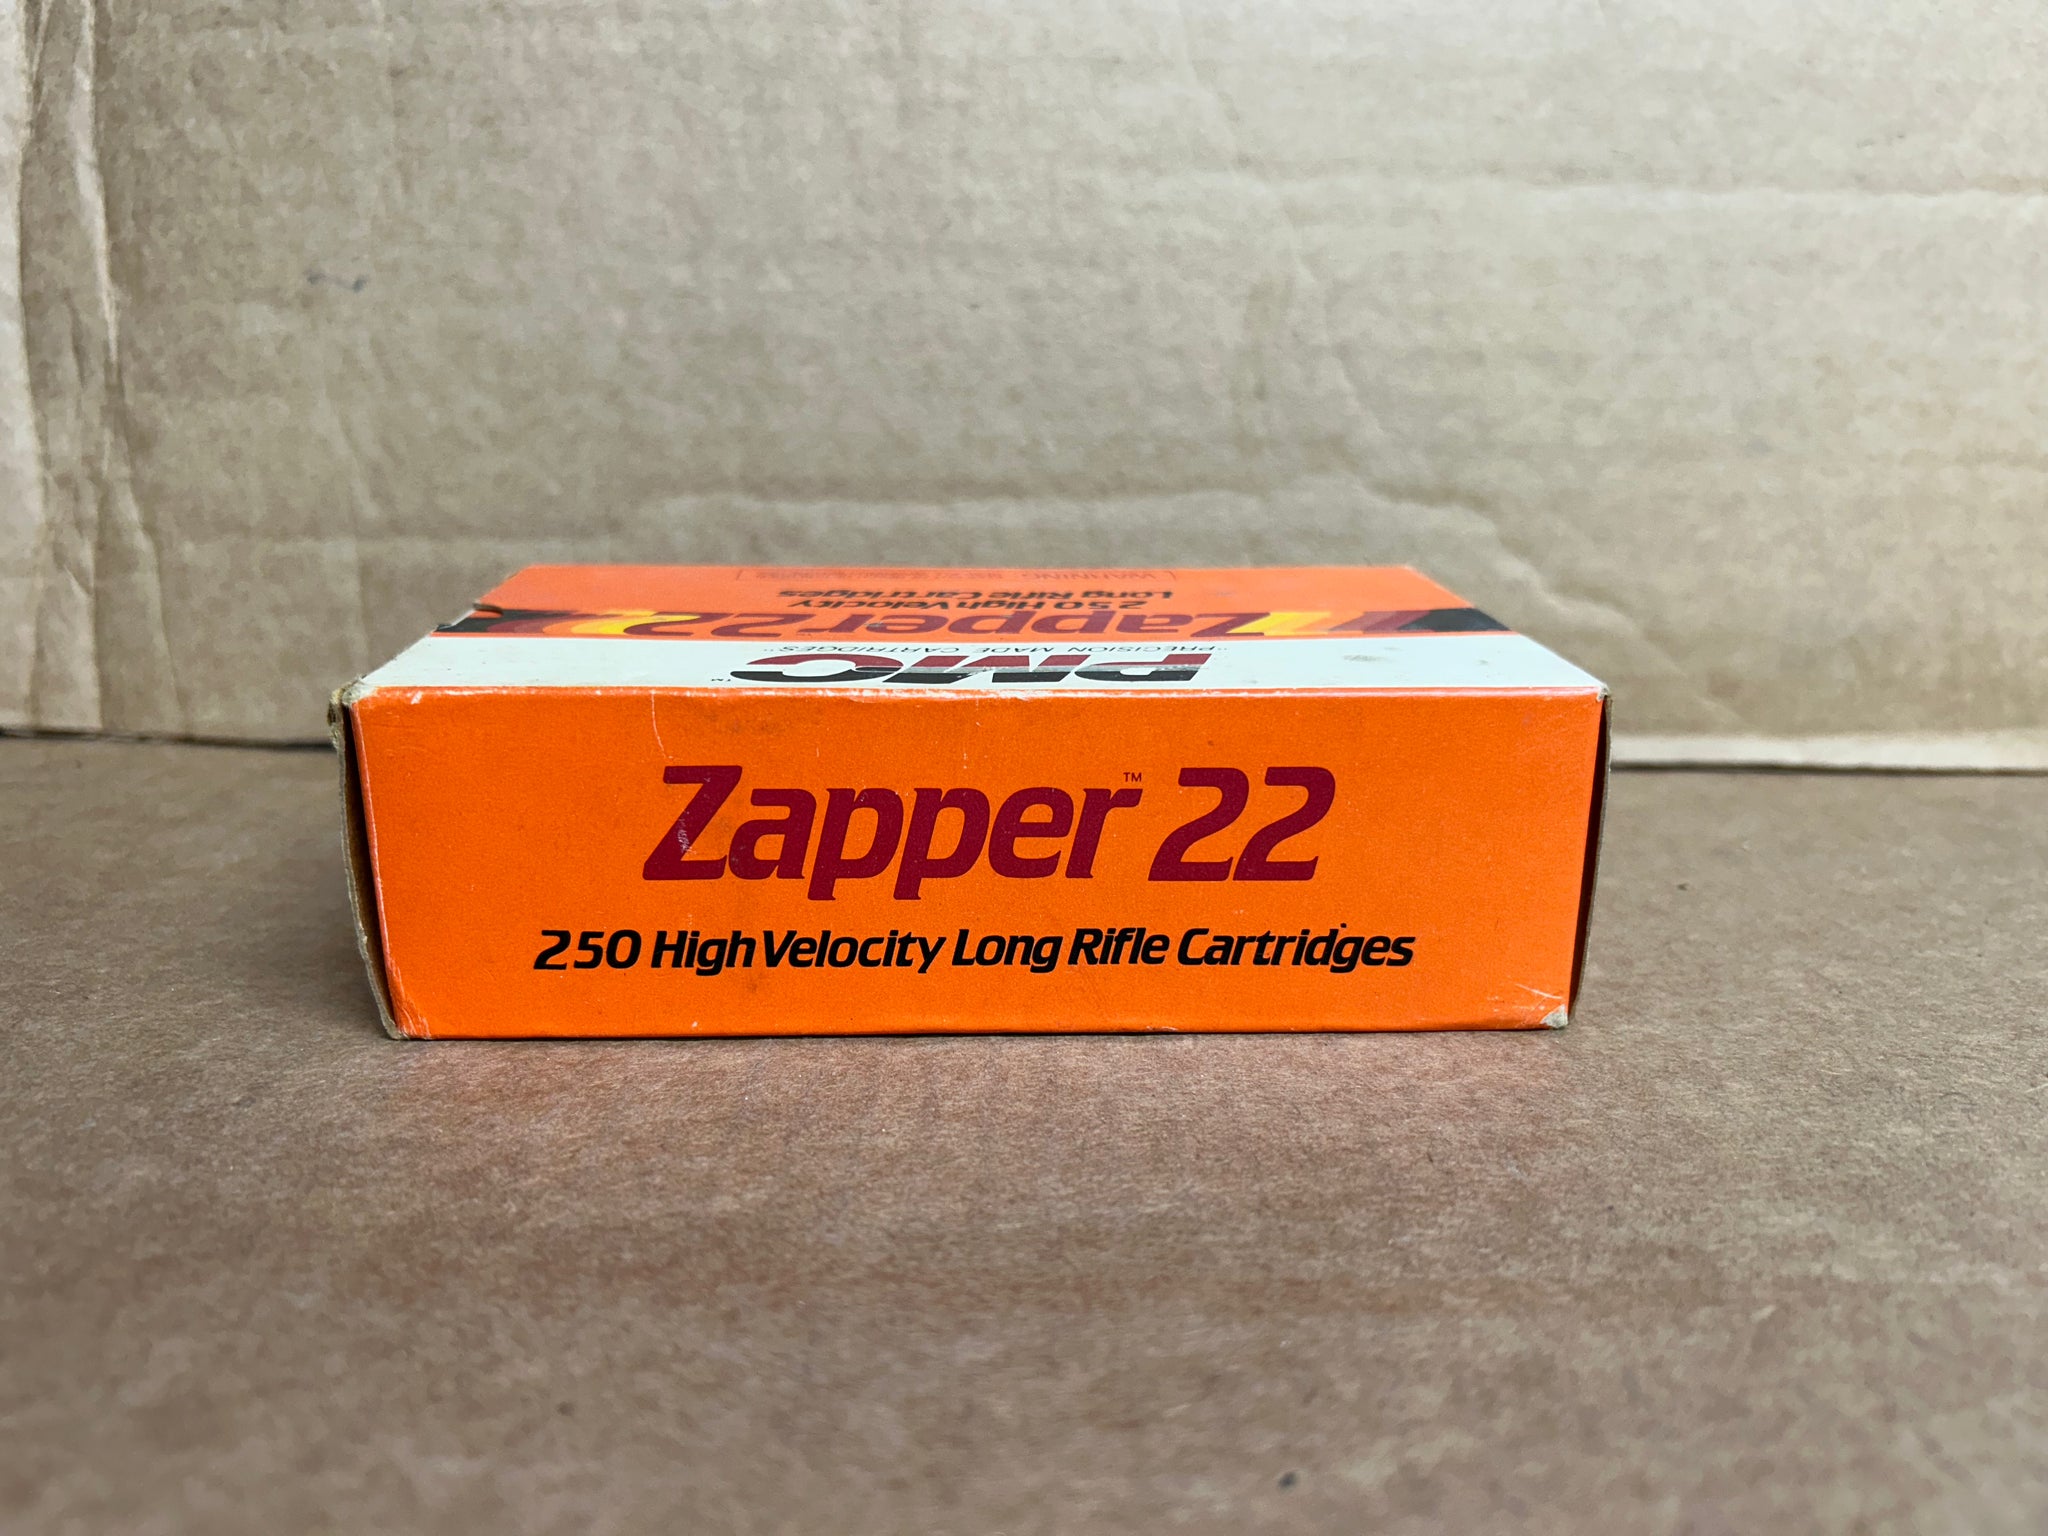 WARNING
250 High Velocity
Long Rifle Cartridges
Zapper 22
"PRECISION MADE CARTRIDGES"
PMC™
Zapper™ 22
250 High Velocity Long Rifle Cartridges